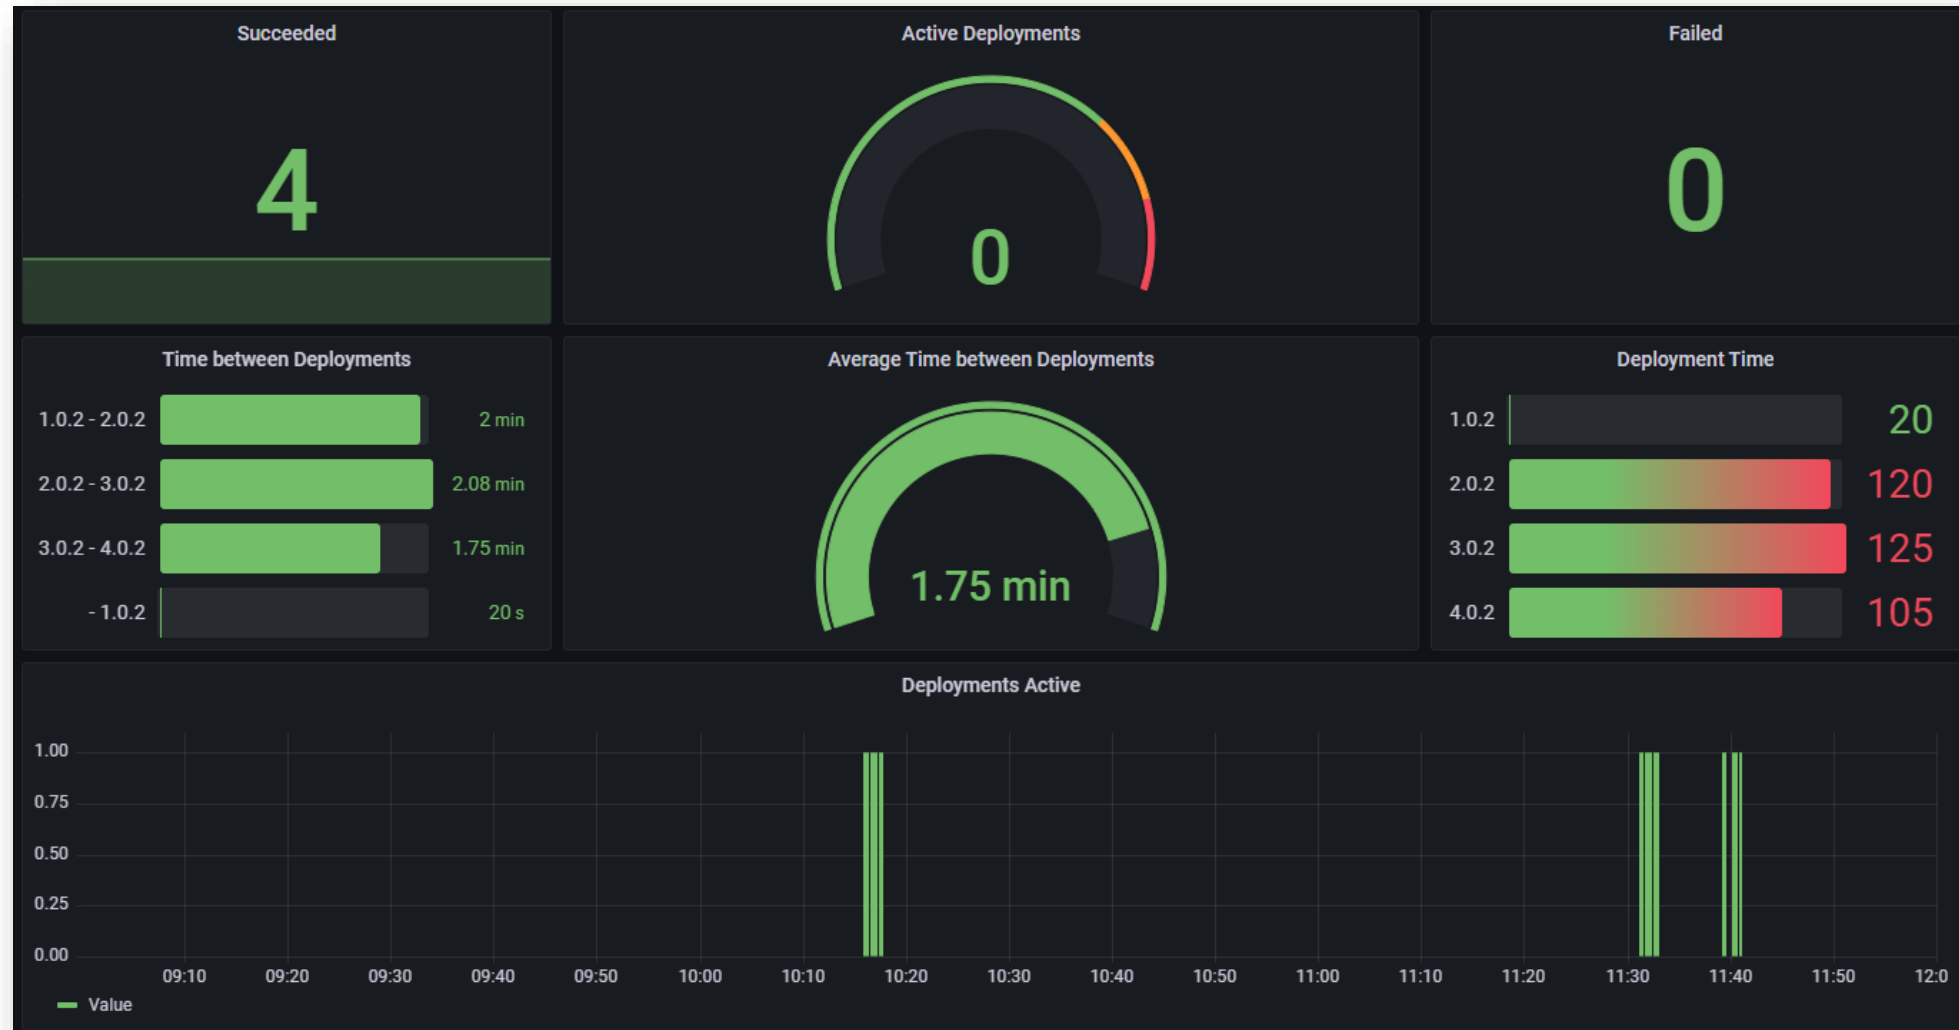 Succeeded
4
Active Deployments
0
Failed
0
Time between Deployments
1.0.2 - 2.0.2 2 min
2.0.2 - 3.0.2 2.08 min
3.0.2 - 4.0.2 1.75 min
- 1.0.2 20 s
Average Time between Deployments
1.75 min
Deployment Time
1.0.2 20
2.0.2 120
3.0.2 125
4.0.2 105
Deployments Active
1.00
0.75
0.50
0.25
0.00
09:10 09:20 09:30 09:40 09:50 10:00 10:10 10:20 10:30 10:40 10:50 11:00 11:10 11:20 11:30 11:40 11:50 12:0
Value